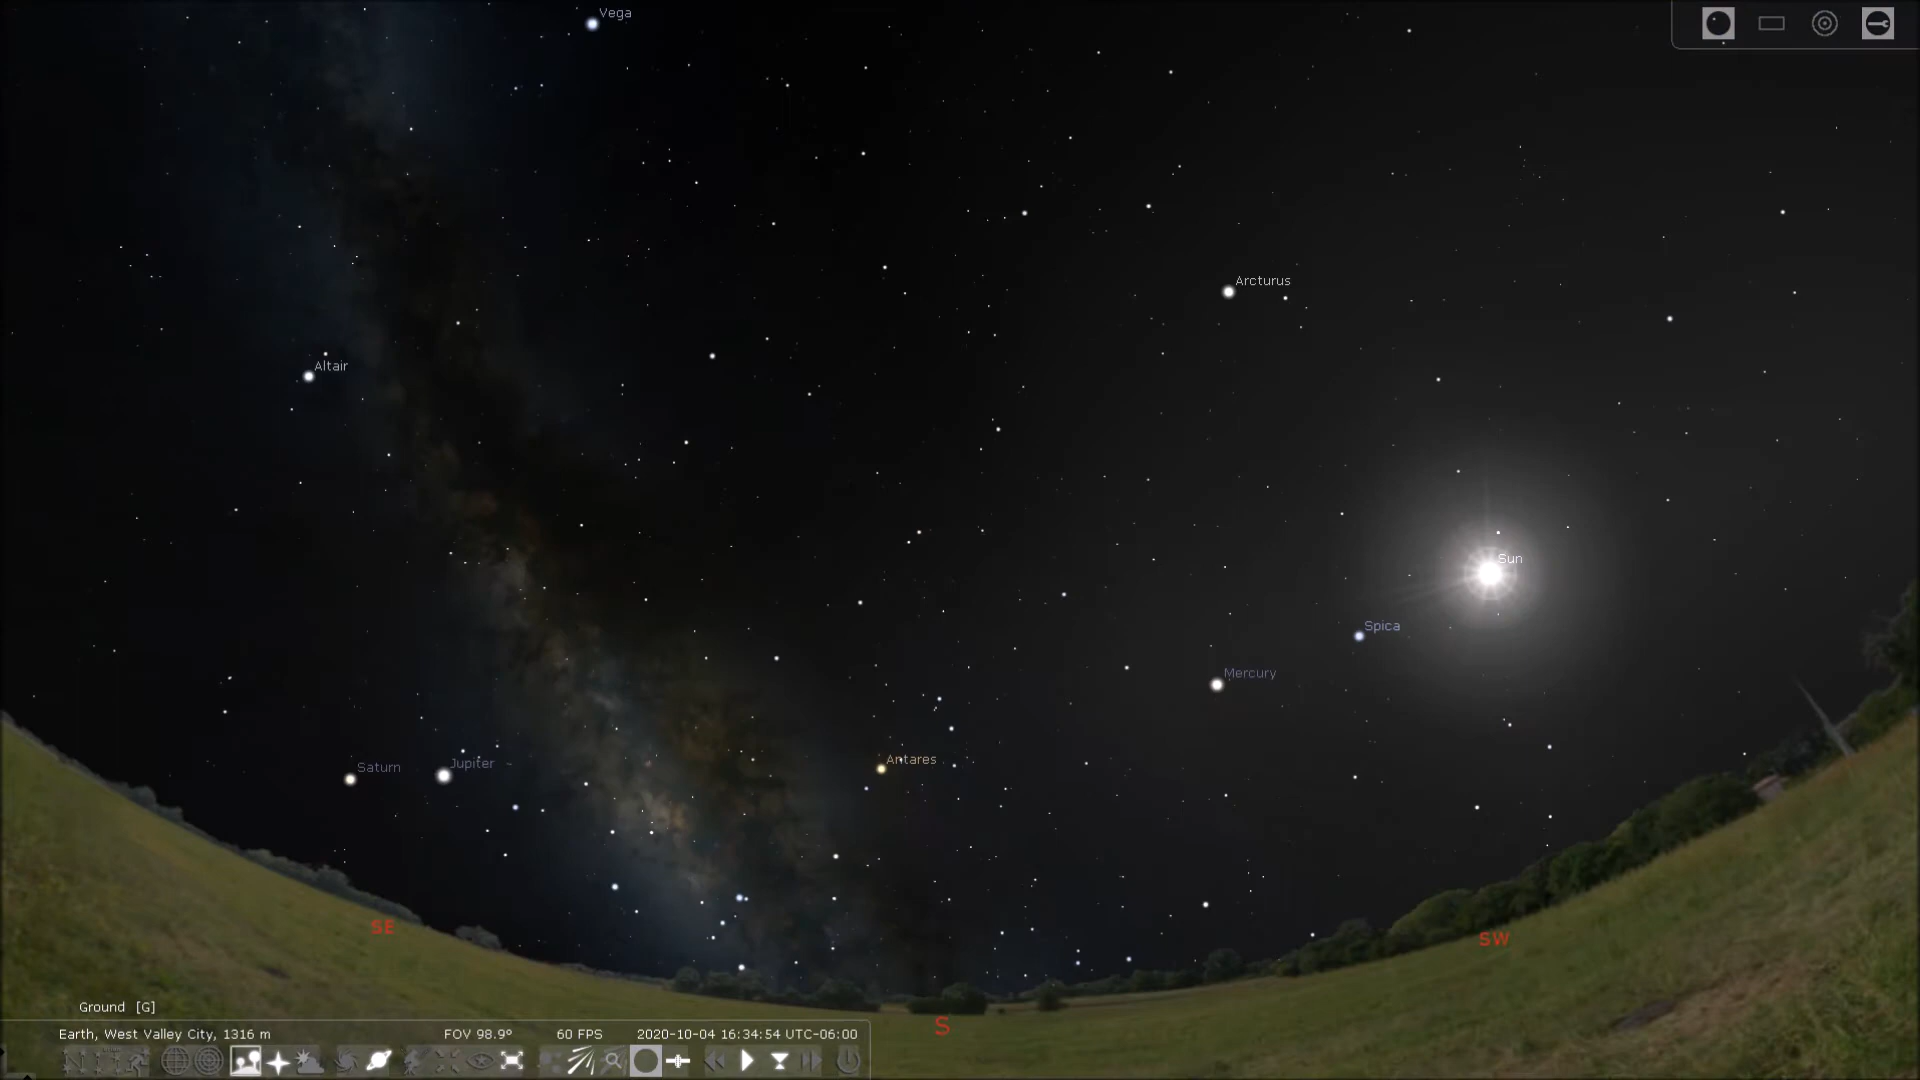 Vega
Arcturus
Altair
Sun
Spica
Mercury
Antares
Saturn
Jupiter
SE
SW
Ground [G]
S
Earth, West Valley City, 1316 m
FOV 98.9°
60 FPS
2020-10-04 16:34:54 UTC-06:00